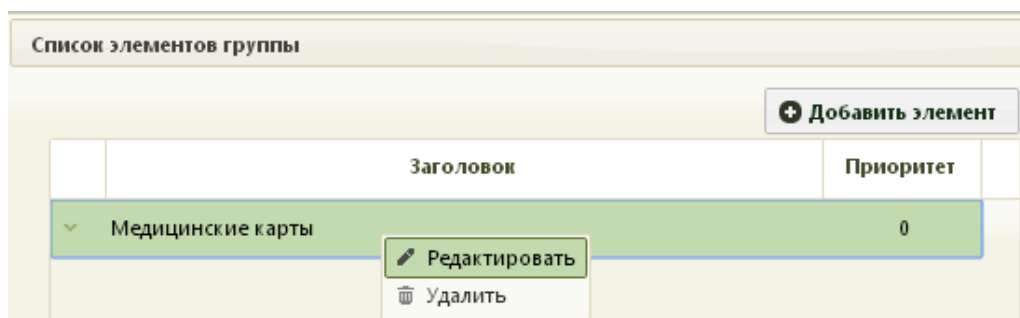 Список элементов группы
Добавить элемент
Заголовок Приоритет
Медицинские карты 0
Редактировать
Удалить